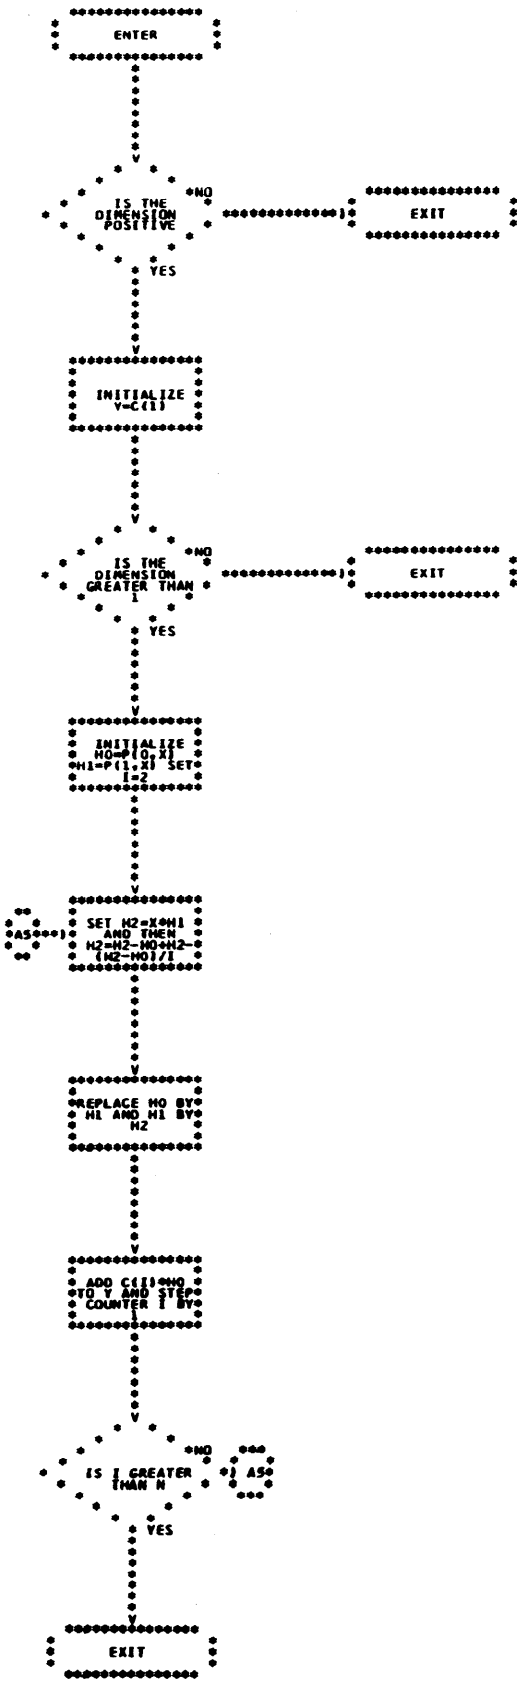 ENTER
IS THE
DIMENSION
POSITIVE
NO
EXIT
YES
INITIALIZE
Y=C(1)
IS THE
DIMENSION
GREATER THAN
1
NO
EXIT
YES
INITIALIZE
H0=P(0,X)
H1=P(1,X) SET
I=2
A5
SET H2=X*H1
AND THEN
H2=H2-H0+H2-
(H2-H0)/I
REPLACE H0 BY
H1 AND H1 BY
H2
ADD C(I)*H0
TO Y AND STEP
COUNTER I BY
1
IS I GREATER
THAN N
NO
A5
YES
EXIT